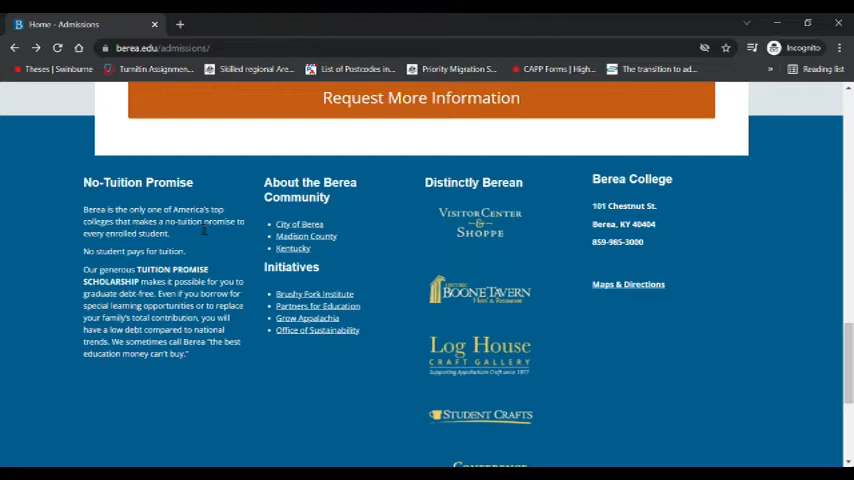 Home - Admissions
berea.edu/admissions/
Incognito
Theses | Swinburne
Turnitin Assignmen...
Skilled regional Are...
List of Postcodes in...
Priority Migration S...
CAPP Forms | High...
The transition to ad...
»
Reading list
Request More Information
No-Tuition Promise
Berea is the only one of America's top
colleges that makes a no-tuition promise to
every enrolled student.
No student pays for tuition.
Our generous TUITION PROMISE
SCHOLARSHIP makes it possible for you to
graduate debt-free. Even if you borrow for
special learning opportunities or to replace
your family's total contribution, you will
have a low debt compared to national
trends. We sometimes call Berea "the best
education money can't buy."
About the Berea
Community
City of Berea
Madison County
Kentucky
Initiatives
Brushy Fork Institute
Partners for Education
Grow Appalachia
Office of Sustainability
Distinctly Berean
VISITOR CENTER
& SHOPPE
HISTORIC
BOONE TAVERN
Hotel & Restaurant
LOG HOUSE
CRAFT GALLERY
Supporting Appalachian Craft since 1977
STUDENT CRAFTS
CONFERENCE
Berea College
101 Chestnut St.
Berea, KY 40404
859-985-3000
Maps & Directions